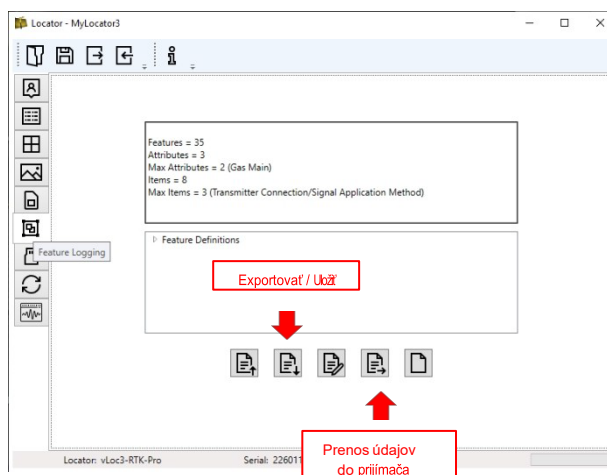 Locator - MyLocator3
Features = 35
Attributes = 3
Max Attributes = 2 (Gas Main)
Items = 8
Max Items = 3 (Transmitter Connection/Signal Application Method)
Feature Logging
Feature Definitions
Exportovať / Uložiť
Prenos údajov
do prijímača
Locator: vLoc3-RTK-Pro
Serial: 226011